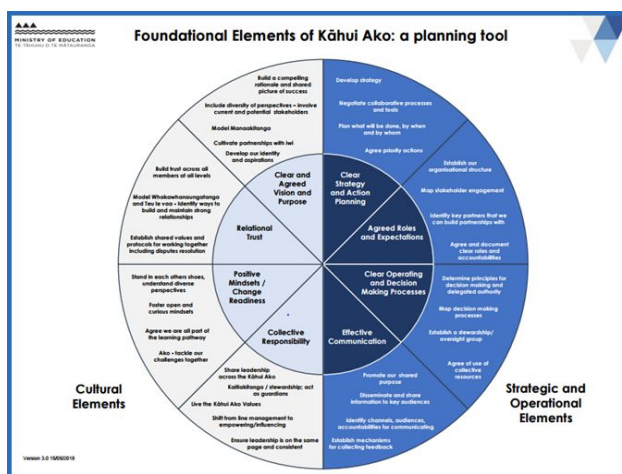 MINISTRY OF EDUCATION
TE TĀHUHU O TE MĀTAURANGA
Foundational Elements of Kāhui Ako: a planning tool
Build a compelling
rationale and shared
picture of success
Include diversity of perspectives – involve
current and potential stakeholders
Model Manaakitanga
Cultivate partnerships with iwi
Develop our identity
and aspirations
Clear and
Agreed
Vision and
Purpose
Develop strategy
Negotiate collaborative processes
and tools
Plan what will be done, by when
and by whom
Agree priority actions
Clear
Strategy
and Action
Planning
Establish our
organisational structure
Map stakeholder engagement
Identify key partners that we
can build partnerships with
Agree and document
clear roles and
accountabilities
Agreed Roles
and Expectations
Determine principles for
decision making and
delegated authority
Map decision making
processes
Establish a stewardship/
oversight group
Agree of use of
collective
resources
Clear Operating
and Decision
Making Processes
Promote our shared
purpose
Disseminate and share
information to key audiences
Identify channels, audiences,
accountabilities for communicating
Establish mechanisms
for collecting feedback
Effective
Communication
Share leadership
across the Kāhui Ako
Kaitiakitanga / stewardship: act
as guardians
Live the Kāhui Ako Values
Shift from line management to
empowering/influencing
Ensure leadership is on the same
page and consistent
Collective
Responsibility
Stand in each others shoes,
understand diverse
perspectives
Foster open and
curious mindsets
Agree we are all part of
the learning pathway
Ako - tackle our
challenges together
Positive
Mindsets /
Change
Readiness
Build trust across all
members of all levels
Model Whakawhanaungatanga
and Teu le vaa - Identify ways to
build and maintain strong
relationships
Establish shared values and
protocols for working together
including disputes resolution
Relational
Trust
Cultural
Elements
Strategic and
Operational
Elements
Version 3.0 15/05/2018